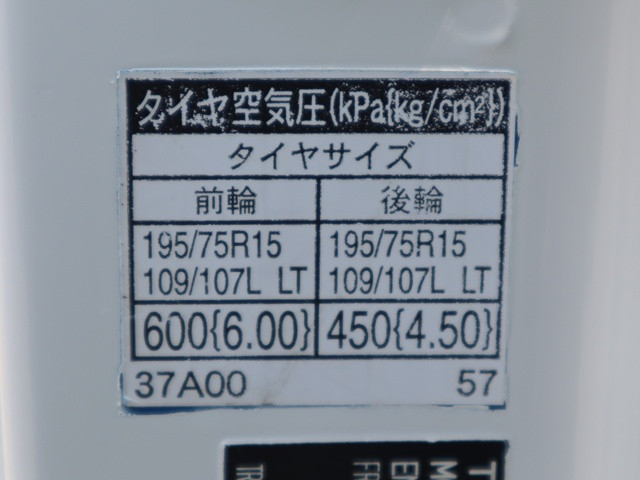 タイヤ空気圧(kPa{kg/cm²})
タイヤサイズ
前輪 後輪
195/75R15 195/75R15
109/107L LT 109/107L LT
600{6.00} 450{4.50}
37A00 57